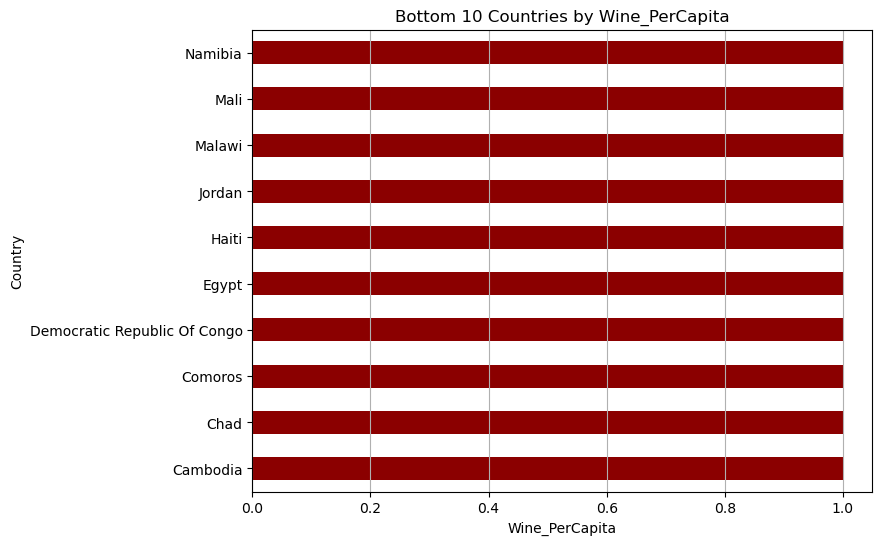 Bottom 10 Countries by Wine_PerCapita
Namibia
Mali
Malawi
Jordan
Haiti
Egypt
Democratic Republic Of Congo
Comoros
Chad
Cambodia
Country
0.0 0.2 0.4 0.6 0.8 1.0
Wine_PerCapita